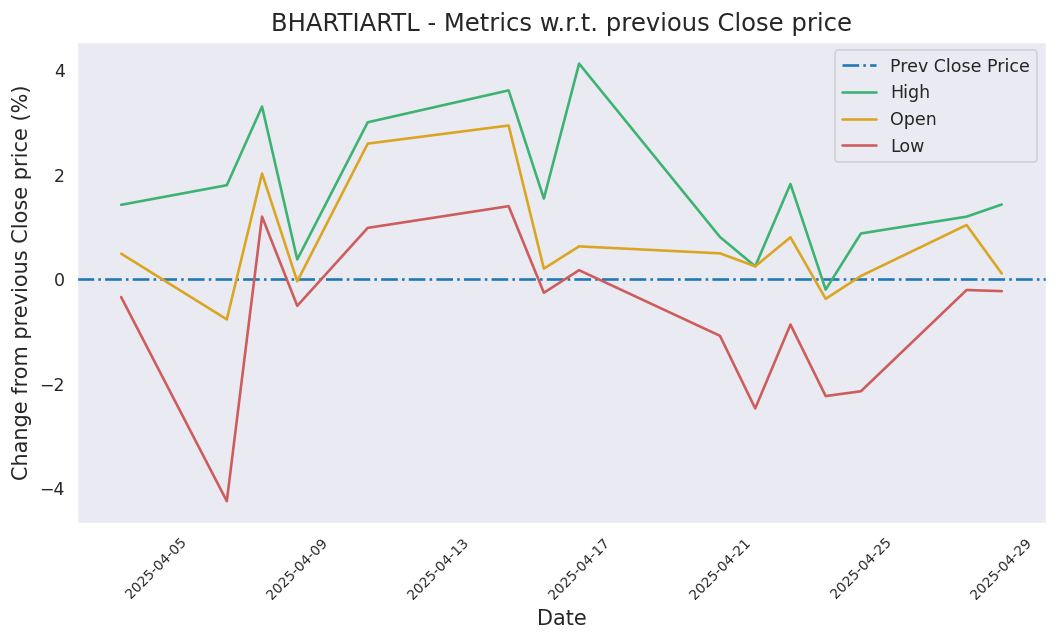 BHARTIARTL - Metrics w.r.t. previous Close price
Change from previous Close price (%)
4
2
0
−2
−4
Prev Close Price
High
Open
Low
2025-04-05
2025-04-09
2025-04-13
2025-04-17
2025-04-21
2025-04-25
2025-04-29
Date